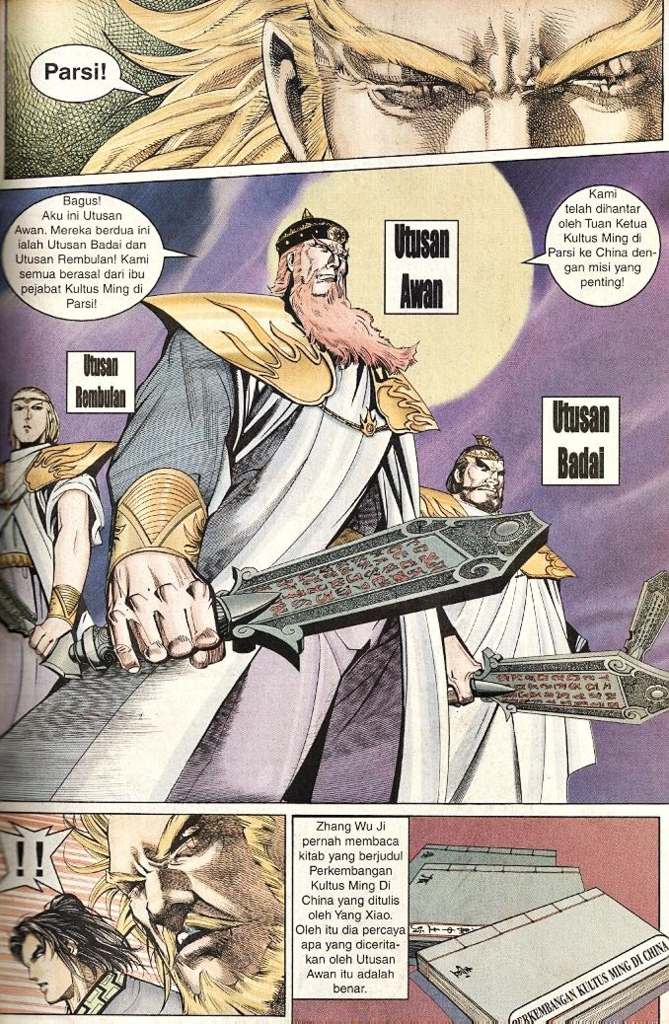 Parsi!
Bagus!
Aku ini Utusan
Awan. Mereka berdua ini
ialah Utusan Badai dan
Utusan Rembulan! Kami
semua berasal dari ibu
pejabat Kultus Ming di
Parsi!
Utusan
Awan
Kami
telah dihantar
oleh Tuan Ketua
Kultus Ming di
Parsi ke China den-
gan misi yang
penting!
Utusan
Rembulan
Utusan
Badai
!!
Zhang Wu Ji
pernah membaca
kitab yang berjudul
Perkembangan
Kultus Ming Di
China yang ditulis
oleh Yang Xiao.
Oleh itu dia percaya
apa yang dicerita-
kan oleh Utusan
Awan itu adalah
benar.
PERKEMBANGAN KULTUS MING DI CHINA